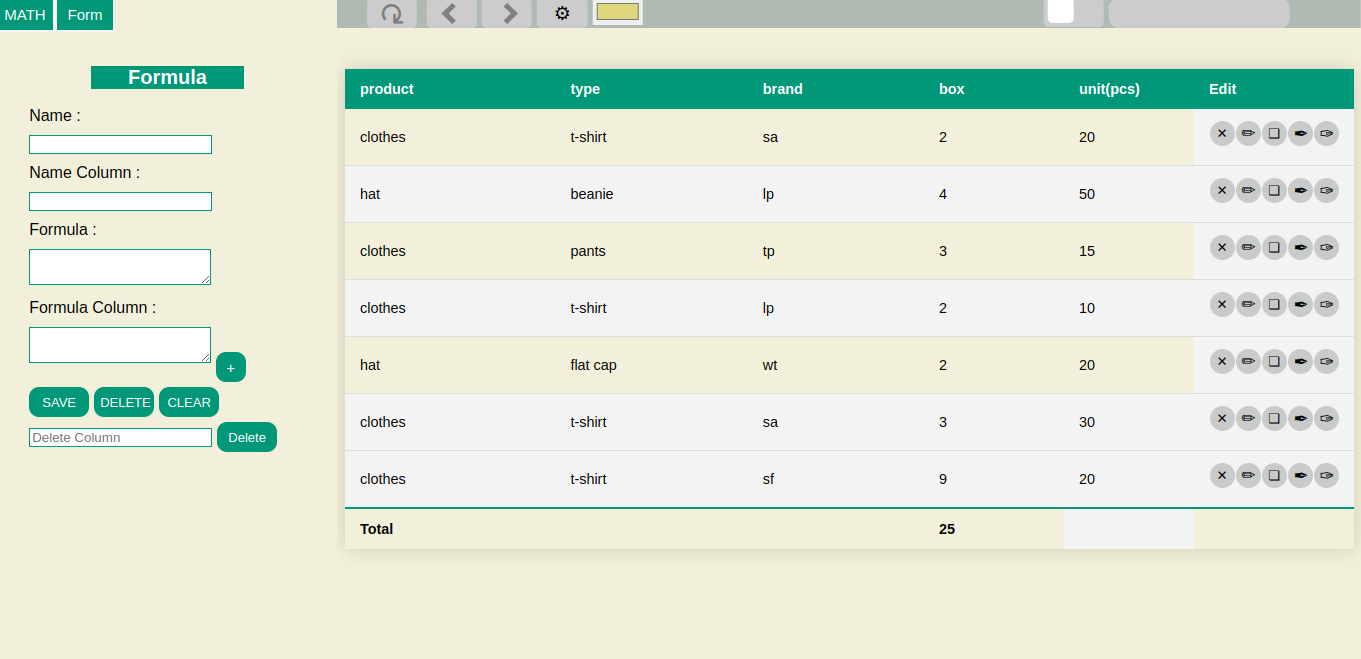 MATH Form
Formula
Name :
Name Column :
Formula :
Formula Column :
+
SAVE DELETE CLEAR
Delete Column Delete
product type brand box unit(pcs) Edit
clothes t-shirt sa 2 20
hat beanie lp 4 50
clothes pants tp 3 15
clothes t-shirt lp 2 10
hat flat cap wt 2 20
clothes t-shirt sa 3 30
clothes t-shirt sf 9 20
Total 25